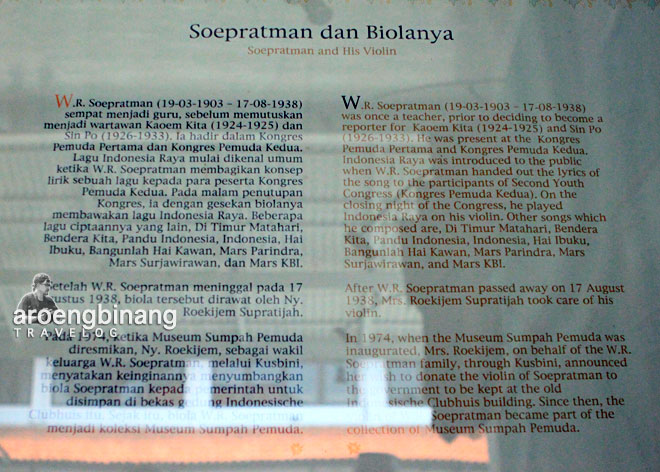 Soepratman dan Biolanya
Soepratman and His Violin
W.R. Soepratman (19-03-1903 – 17-08-1938)
sempat menjadi guru, sebelum memutuskan
menjadi wartawan Kaoem Kita (1924-1925) dan
Sin Po (1926-1933). Ia hadir dalam Kongres
Pemuda Pertama dan Kongres Pemuda Kedua.
Lagu Indonesia Raya mulai dikenal umum
ketika W.R. Soepratman membagikan konsep
lirik sebuah lagu kepada para peserta Kongres
Pemuda Kedua. Pada malam penutupan
Kongres, ia dengan gesekan biolanya
membawakan lagu Indonesia Raya. Beberapa
lagu ciptaannya yang lain, Di Timur Matahari,
Bendera Kita, Pandu Indonesia, Indonesia, Hai
Ibuku, Bangunlah Hai Kawan, Mars Parindra,
Mars Surjawirawan, dan Mars KBI.
Setelah W.R. Soepratman meninggal pada 17
Agustus 1938, biola tersebut dirawat oleh Ny.
Roekijem Supratijah.
Pada 1974, ketika Museum Sumpah Pemuda
diresmikan, Ny. Roekijem, sebagai wakil
keluarga W.R. Soepratman, melalui Kusbini,
menyatakan keinginannya menyumbangkan
biola Soepratman kepada pemerintah untuk
disimpan di bekas gedung Indonesische
Clubhuis itu. Sejak itu, biola W.R. Soepratman
menjadi koleksi Museum Sumpah Pemuda.
W.R. Soepratman (19-03-1903 – 17-08-1938)
was once a teacher, prior to deciding to become a
reporter for Kaoem Kita (1924-1925) and Sin Po
(1926-1933). He was present at the Kongres
Pemuda Pertama and Kongres Pemuda Kedua.
Indonesia Raya was introduced to the public
when W.R. Soepratman handed out the lyrics of
the song to the participants of Second Youth
Congress (Kongres Pemuda Kedua). On the
closing night of the Congress, he played
Indonesia Raya on his violin. Other songs which
he composed are, Di Timur Matahari, Bendera
Kita, Pandu Indonesia, Indonesia, Hai Ibuku,
Bangunlah Hai Kawan, Mars Parindra, Mars
Surjawirawan, and Mars KBI.
After W.R. Soepratman passed away on 17 August
1938, Mrs. Roekijem Supratijah took care of his
violin.
In 1974, when the Museum Sumpah Pemuda was
inaugurated, Mrs. Roekijem, on behalf of the W.R.
Soepratman family, through Kusbini, announced
her wish to donate the violin of Soepratman to
the government to be kept at the old
Indonesische Clubhuis building. Since then, the
Soepratman became part of the
collection of Museum Sumpah Pemuda.
aroengbinang
TRAVELOG